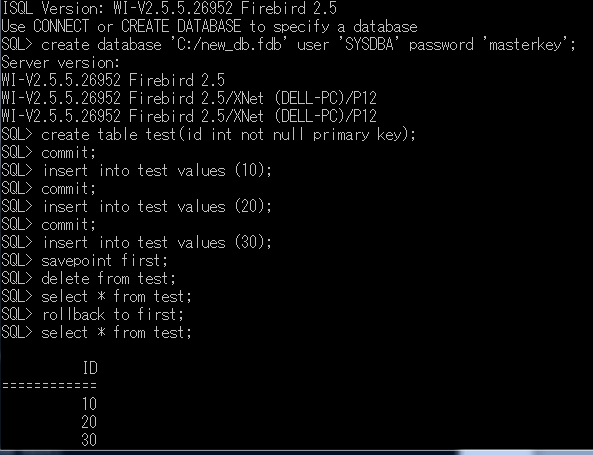 ISQL Version: WI-V2.5.5.26952 Firebird 2.5
Use CONNECT or CREATE DATABASE to specify a database
SQL> create database 'C:/new_db.fdb' user 'SYSDBA' password 'masterkey';
Server version:
WI-V2.5.5.26952 Firebird 2.5
WI-V2.5.5.26952 Firebird 2.5/XNet (DELL-PC)/P12
WI-V2.5.5.26952 Firebird 2.5/XNet (DELL-PC)/P12
SQL> create table test(id int not null primary key);
SQL> commit;
SQL> insert into test values (10);
SQL> commit;
SQL> insert into test values (20);
SQL> commit;
SQL> insert into test values (30);
SQL> savepoint first;
SQL> delete from test;
SQL> select * from test;
SQL> rollback to first;
SQL> select * from test;
ID
============
10
20
30